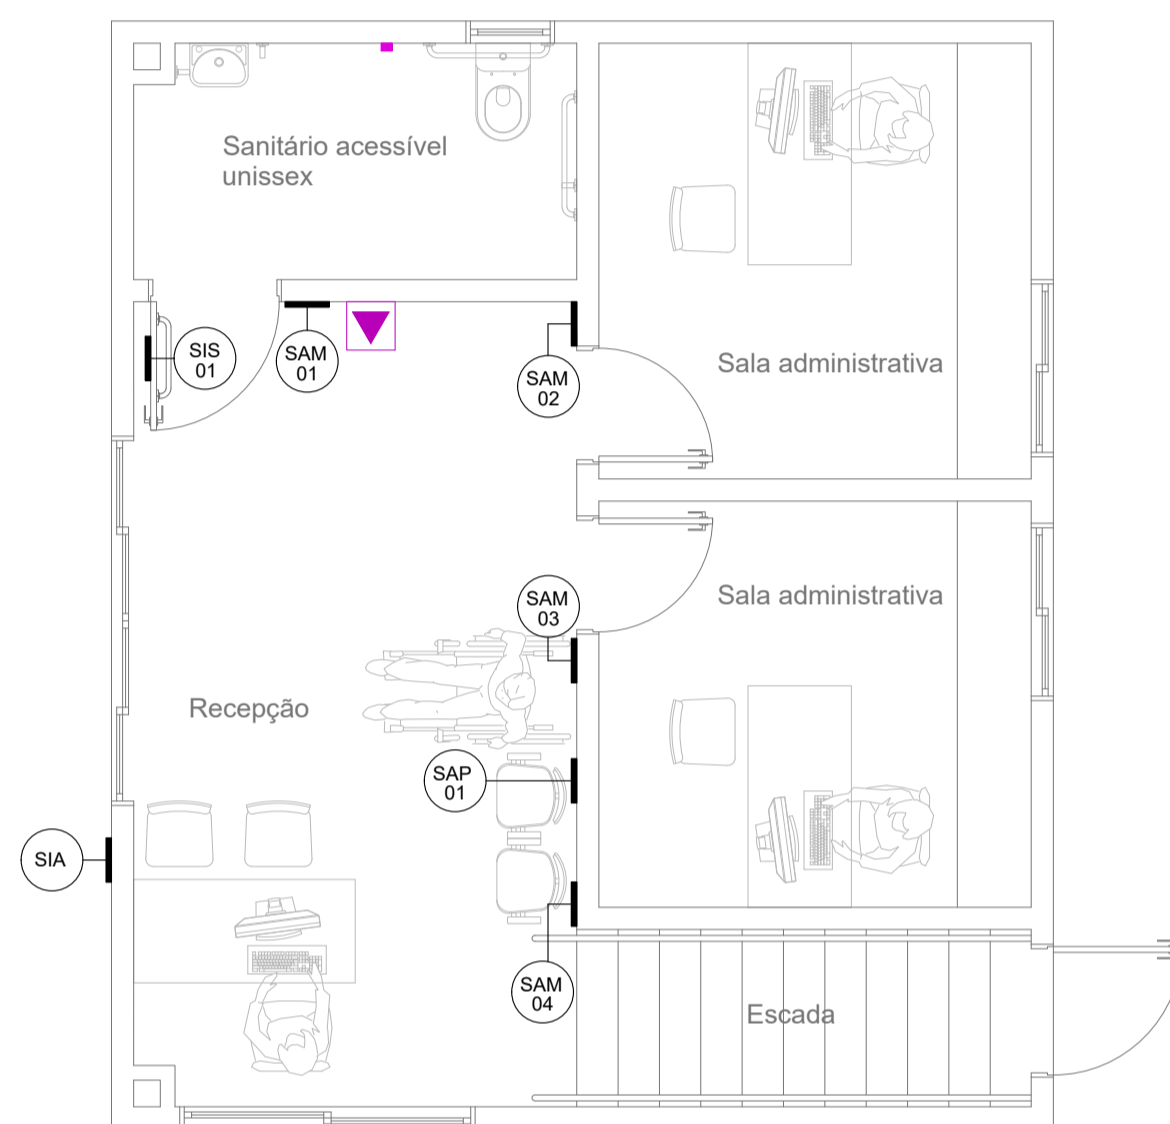 Sanitário acessível
unissex
SIS
01
SAM
01
SAM
02
Sala administrativa
SAM
03
Sala administrativa
Recepção
SAP
01
SIA
SAM
04
Escada